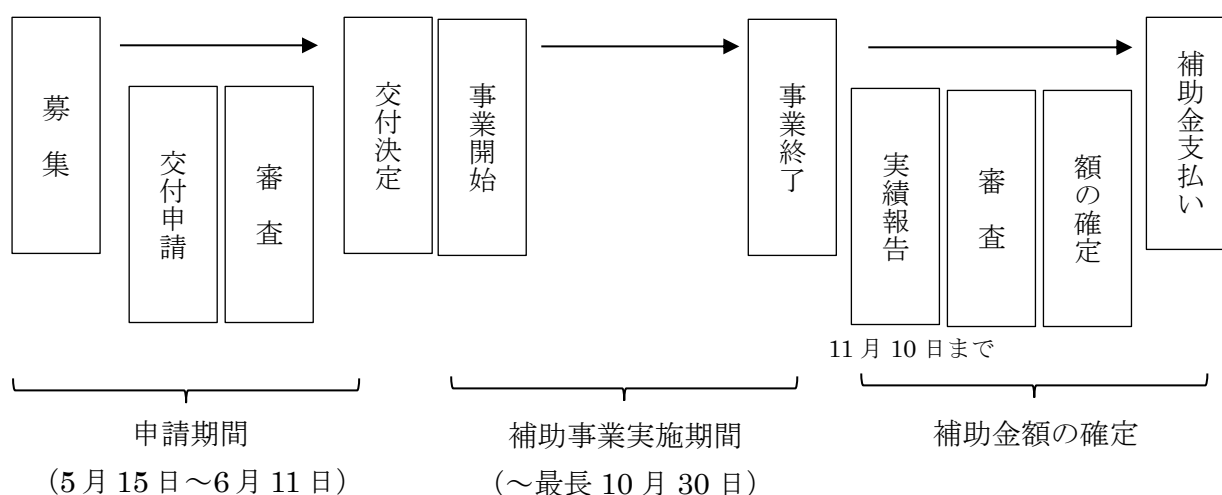 募集
交付申請
審査
交付決定
事業開始
事業終了
実績報告
審査
額の確定
補助金支払い
11月10日まで
申請期間
(5月15日~6月11日)
補助事業実施期間
(~最長10月30日)
補助金額の確定